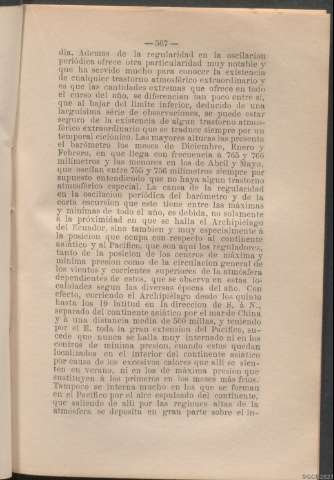 — 567 —
dia. Ademas de la regularidad en la oscilacion
periódica ofrece otra particularidad muy notable y
que ha servido mucho para conocer la existencia
de cualquier trastorno atmosférico extraordinario y
es que las cantidades extremas que ofrece en todo
el curso del año, se diferencian tan poco entre sí,
que al bajar del límite inferior, deducido de una
larguísima série de observaciones, se puede estar
seguro de la existencia de algun trastorno atmos-
férico extraordinario que se traduce siempre por un
temporal ciclónico. Las mayores alturas las presenta
el barómetro los meses de Diciembre, Enero y
Febrero, en que llega con frecuencia á 765 y 766
milímetros y las menores en los de Abril y Mayo,
que oscilan entre 755 y 756 milímetros siempre por
supuesto entendiendo que no haya algun trastorno
atmosférico especial. La causa de la regularidad
en la oscilacion periódica del barómetro y de la
corta escursion que este tiene entre las máximas
y mínimas de todo el año, es debida, no solamente
á la próximidad en que se halla el Archipiélago
del Ecuador, sino tambien y muy especialmente á
la posicion que ocupa con respecto al continente
asiático y al Pacífico, que son aquí los reguladores,
tanto de la posicion de los centros de máxima y
mínima presion como de la circulacion general de
los vientos y corrientes superiores de la atmósfera
dependientes de estos, que se observa en estas lo-
calidades segun las diversas épocas del año. Con
efecto, corriendo el Archipiélago desde los quinto
hasta los 19 latitud en la direccion de S. á N.,
separado del continente asiático por el mar de China
y á una distancia media de 500 millas, y teniendo
por el E. toda la gran extension del Pacífico, su-
cede que nunca se halla muy internado ni en los
centros de mínima presion, cuando estos quedan
localizados en el interior del continente asiático
por causa de los excesivos calores que allí se sien-
ten en verano, ni en los de máxima presion que
sustituyen á los primeros en los meses más frios.
Tampoco se interna mucho en los que se forman
en el Pacífico por el aire espulsado del continente,
que saliendo de allí por las regiones altas de la
atmósfera se deposita en gran parte sobre el in-